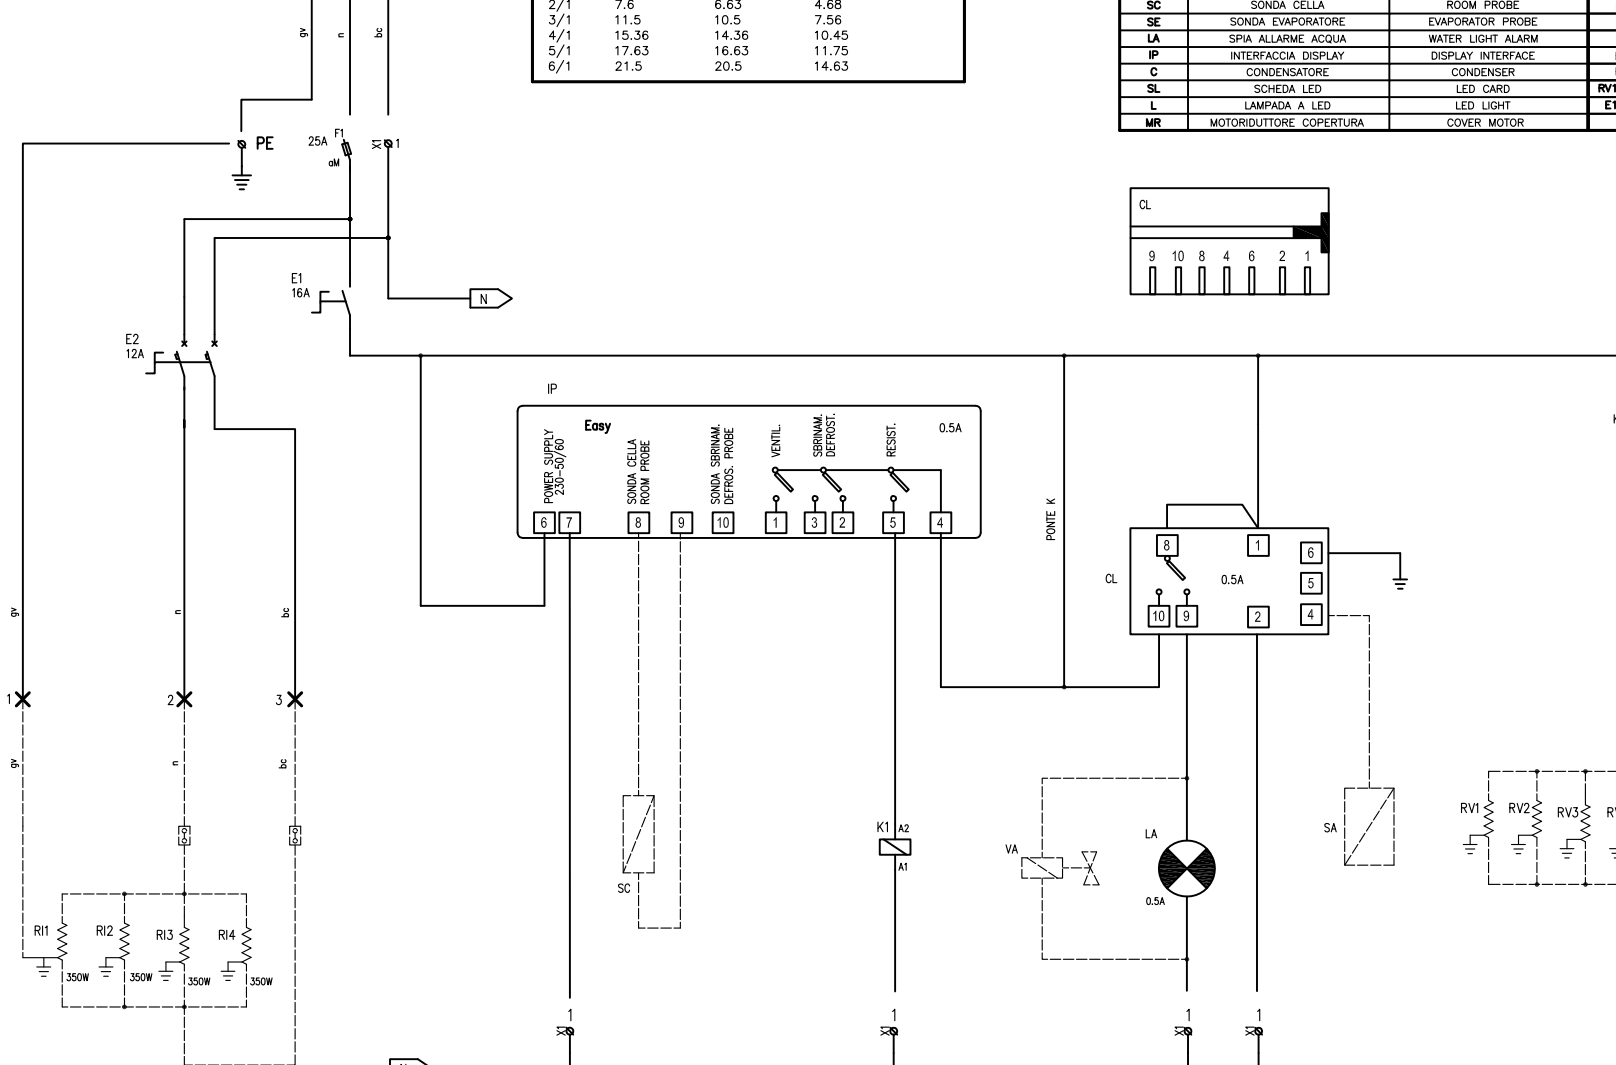 2/1 7.6 6.63 4.68
3/1 11.5 10.5 7.56
4/1 15.36 14.36 10.45
5/1 17.63 16.63 11.75
6/1 21.5 20.5 14.63
SC SONDA CELLA ROOM PROBE
SE SONDA EVAPORATORE EVAPORATOR PROBE
LA SPIA ALLARME ACQUA WATER LIGHT ALARM
IP INTERFACCIA DISPLAY DISPLAY INTERFACE
C CONDENSATORE CONDENSER
SL SCHEDA LED LED CARD RV1
L LAMPADA A LED LED LIGHT E1
MR MOTORIDUTTORE COPERTURA COVER MOTOR
gv n bc
PE
F1
25A
aM
X1 1
CL
9 10 8 4 6 2 1
E1
16A
N
E2
12A
IP
Easy
0.5A
POWER SUPPLY
230-50/60
SONDA CELLA
ROOM PROBE
SONDA SBRINAM.
DEFROS. PROBE
VENTIL.
SBRINAM.
DEFROST.
RESIST.
6 7 8 9 10 1 3 2 5 4
PONTE K
CL
8 1 6
0.5A
5
10 9 2 4
gv n bc
1 2 3
gv n bc
SC
K1 A2
A1
VA
LA
0.5A
SA
RV1 RV2 RV3
RI1 RI2 RI3 RI4
350W 350W 350W 350W
1 1 1 1
X1 X1 X1 X1